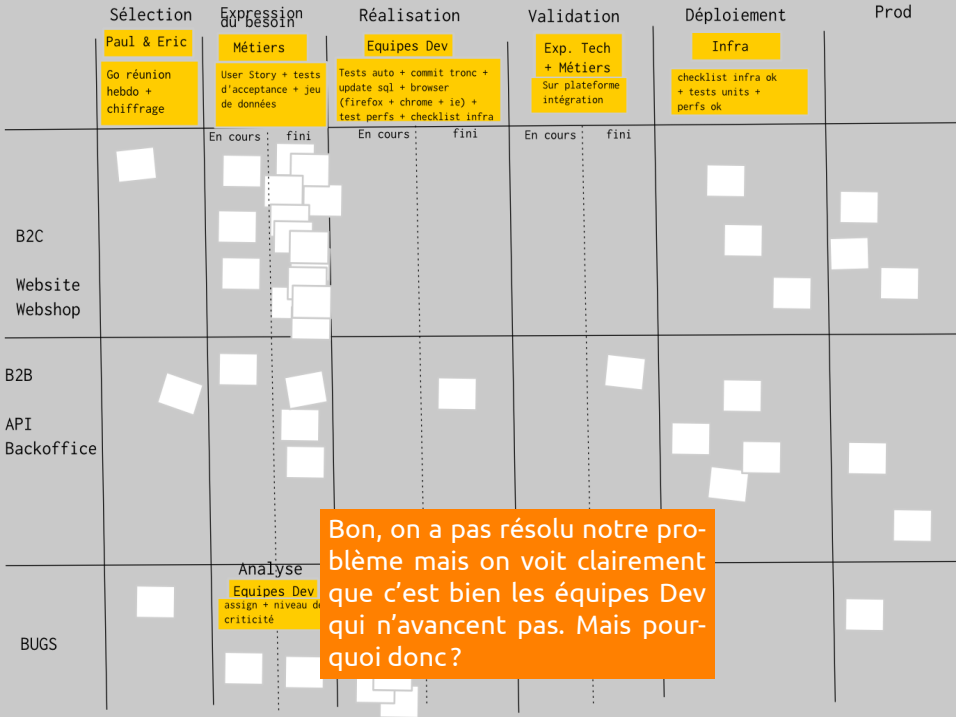 Sélection
Expression
du besoin
Réalisation
Validation
Déploiement
Prod
Paul & Eric
Métiers
Equipes Dev
Exp. Tech
+ Métiers
Infra
Go réunion
hebdo +
chiffrage
User Story + tests
d'acceptance + jeu
de données
Tests auto + commit tronc +
update sql + browser
(firefox + chrome + ie) +
test perfs + checklist infra
Sur plateforme
intégration
checklist infra ok
+ tests units +
perfs ok
En cours
fini
En cours
fini
En cours
fini
B2C
Website
Webshop
B2B
API
Backoffice
Bon, on a pas résolu notre pro-
blème mais on voit clairement
que c’est bien les équipes Dev
qui n’avancent pas. Mais pour-
quoi donc ?
Analyse
Equipes Dev
assign + niveau de
criticité
BUGS